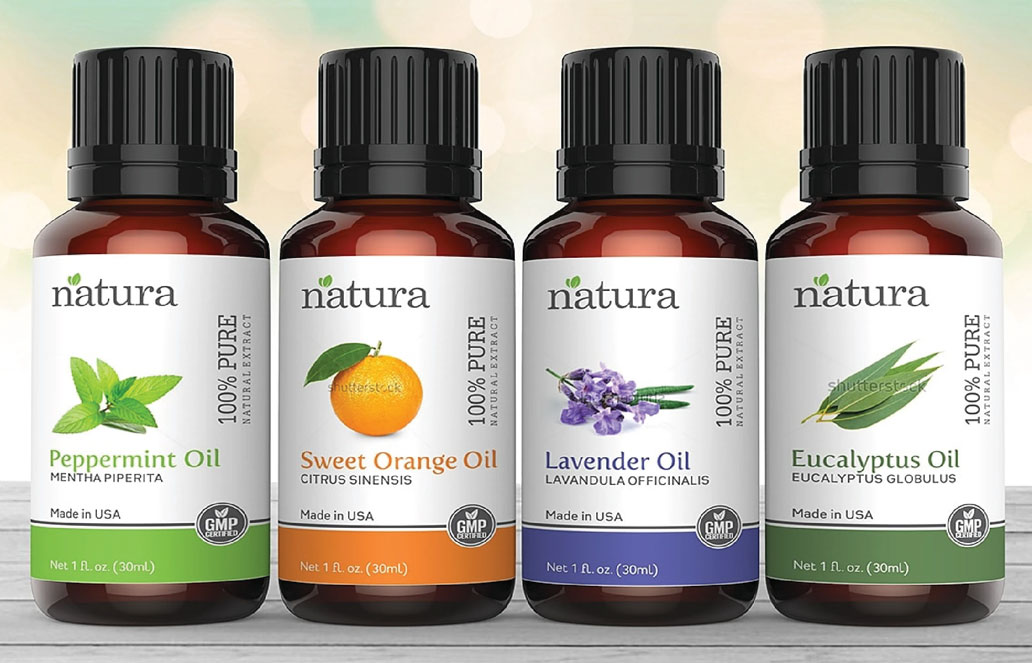 natura
100% PURE
NATURAL EXTRACT
Peppermint Oil
MENTHA PIPERITA
Made in USA
GMP
CERTIFIED
Net 1 fl. oz. (30ml)
natura
100% PURE
NATURAL EXTRACT
shutterstock
Sweet Orange Oil
CITRUS SINENSIS
Made in USA
GMP
CERTIFIED
Net 1 fl. oz. (30ml)
natura
100% PURE
NATURAL EXTRACT
Lavender Oil
LAVANDULA OFFICINALIS
Made in USA
GMP
CERTIFIED
Net 1 fl. oz. (30ml)
natura
100% PURE
NATURAL EXTRACT
shutterstock
Eucalyptus Oil
EUCALYPTUS GLOBULUS
Made in USA
GMP
CERTIFIED
Net 1 fl. oz. (30ml)